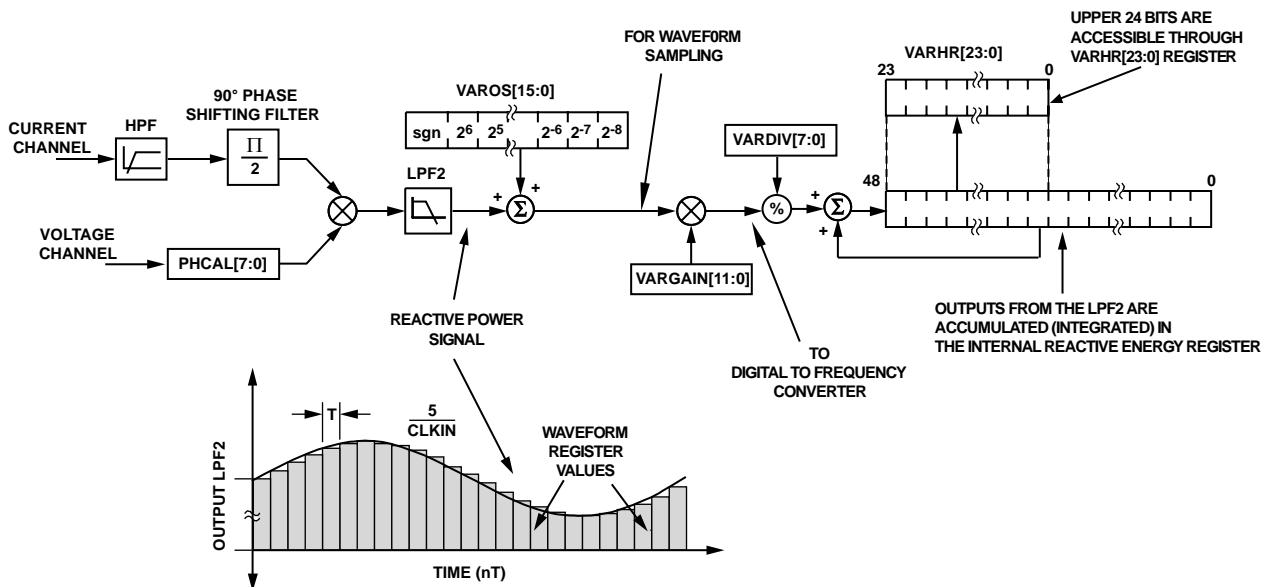 UPPER 24 BITS ARE
ACCESSIBLE THROUGH
VARHR[23:0] REGISTER
FOR WAVEF0RM
SAMPLING
VARHR[23:0]
23
0
VAROS[15:0]
sgn 2⁶ 2⁵ 2⁻⁶ 2⁻⁷ 2⁻⁸
90° PHASE
SHIFTING FILTER
HPF
CURRENT
CHANNEL
Π
2
VARDIV[7:0]
LPF2
48
0
+
+
Σ
%
+
+
Σ
VOLTAGE
CHANNEL
PHCAL[7:0]
VARGAIN[11:0]
REACTIVE POWER
SIGNAL
TO
DIGITAL TO FREQUENCY
CONVERTER
OUTPUTS FROM THE LPF2 ARE
ACCUMULATED (INTEGRATED) IN
THE INTERNAL REACTIVE ENERGY REGISTER
T
5
CLKIN
WAVEFORM
REGISTER
VALUES
OUTPUT LPF2
TIME (nT)